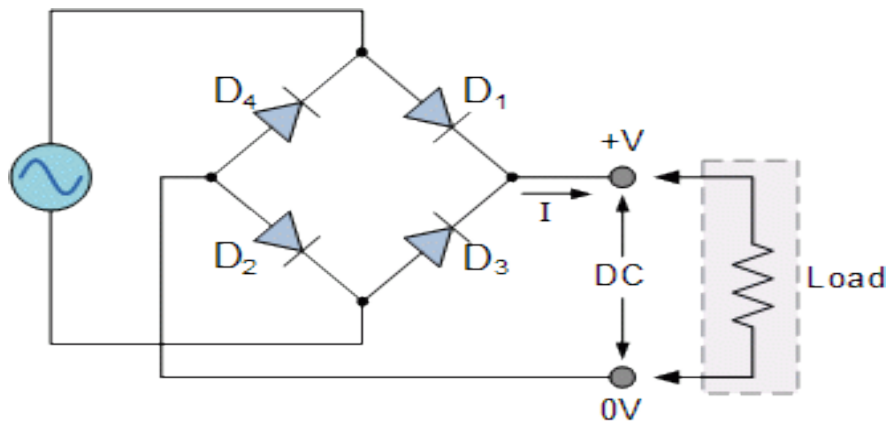 D₄
D₁
+V
I
D₂
D₃
DC
Load
0V